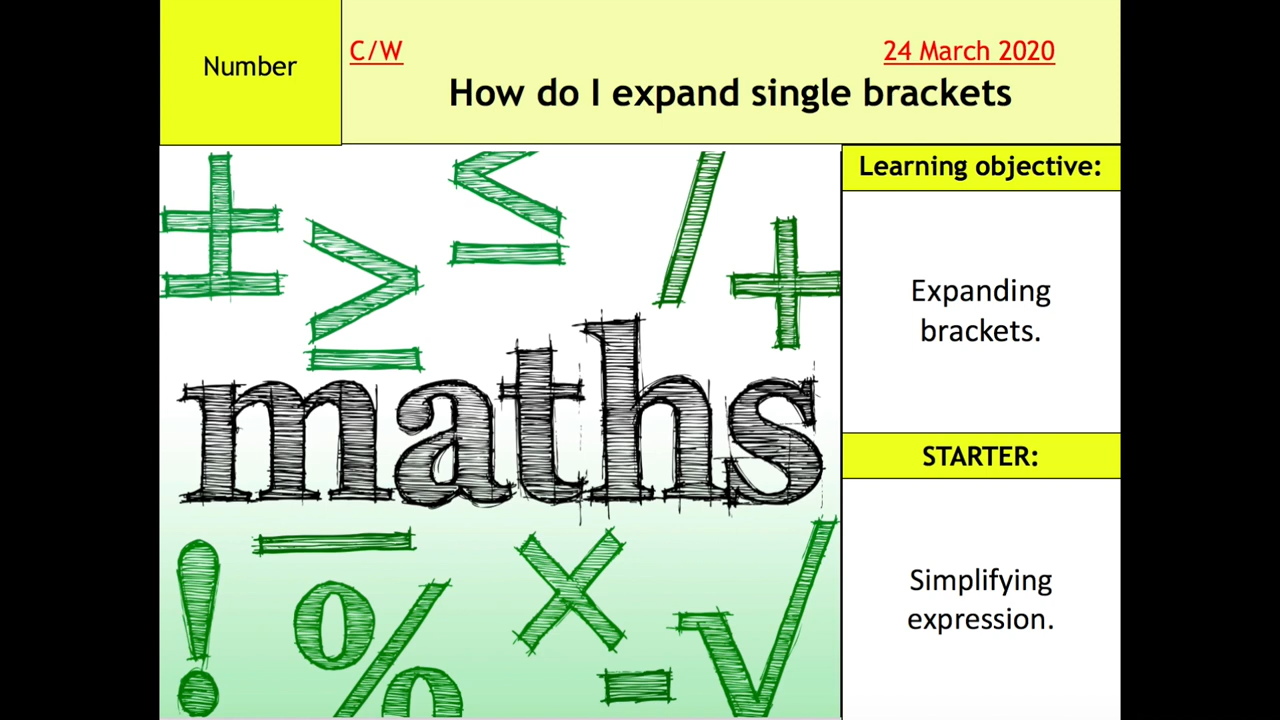 Number
C/W
24 March 2020
How do I expand single brackets
Learning objective:
Expanding
brackets.
STARTER:
Simplifying
expression.
± ≥ ≤ / +
maths
! − % × = √